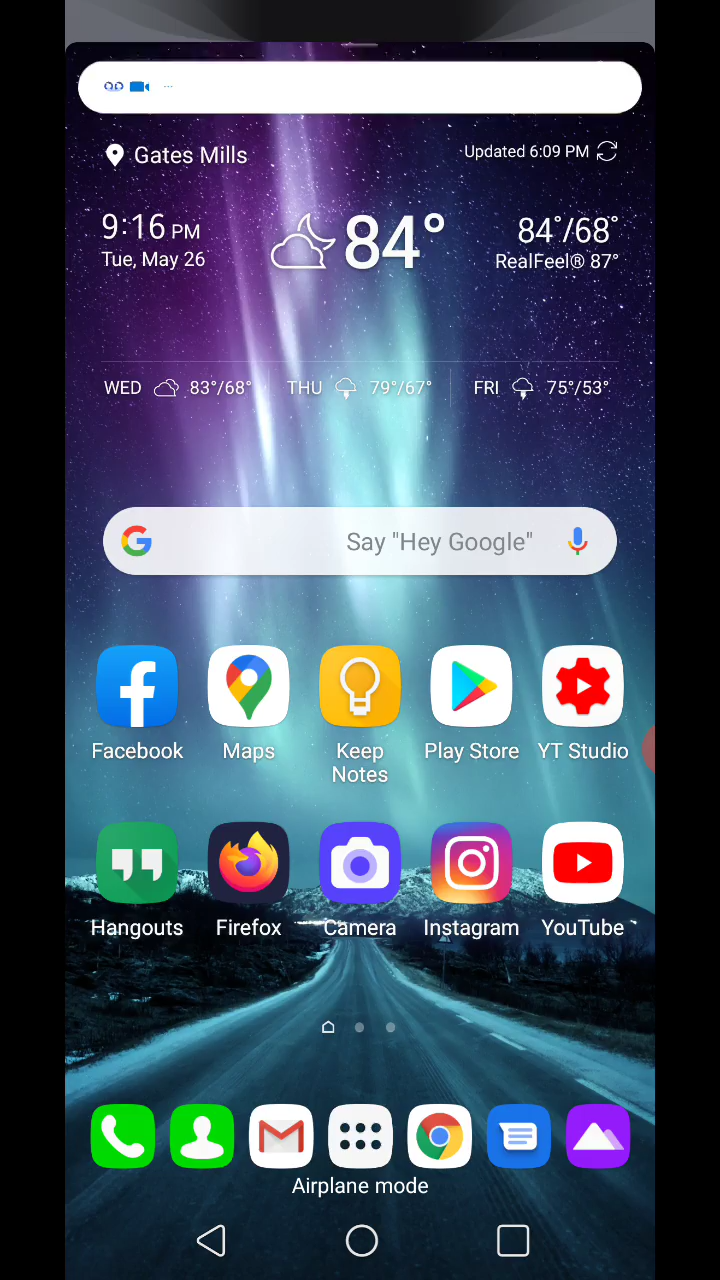 Gates Mills
Updated 6:09 PM
9:16 PM
84°
84°/68°
Tue, May 26
RealFeel® 87°
WED 83°/68°
THU 79°/67°
FRI 75°/53°
Say "Hey Google"
Facebook
Maps
Keep Notes
Play Store
YT Studio
Hangouts
Firefox
Camera
Instagram
YouTube
Airplane mode